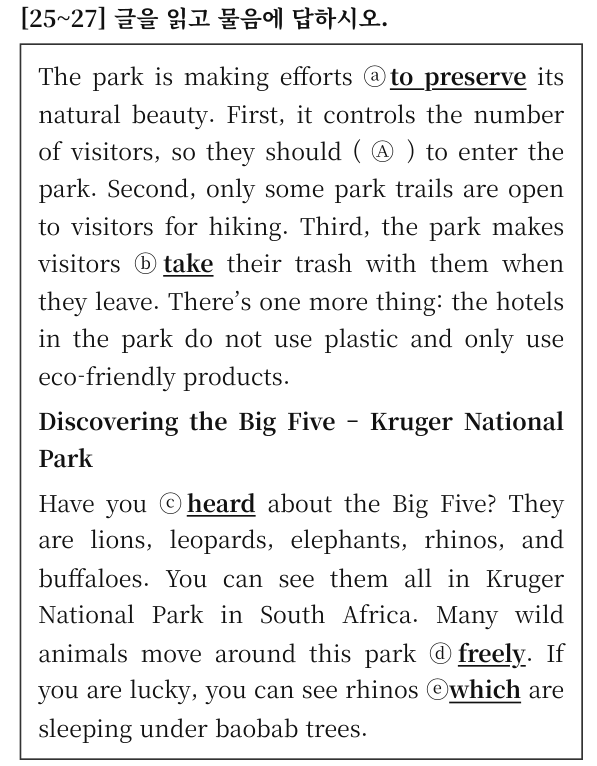 [25~27] 글을 읽고 물음에 답하시오.
The park is making efforts ⓐto preserve its
natural beauty. First, it controls the number
of visitors, so they should ( Ⓐ ) to enter the
park. Second, only some park trails are open
to visitors for hiking. Third, the park makes
visitors ⓑtake their trash with them when
they leave. There's one more thing: the hotels
in the park do not use plastic and only use
eco-friendly products.
Discovering the Big Five – Kruger National
Park
Have you ⓒheard about the Big Five? They
are lions, leopards, elephants, rhinos, and
buffaloes. You can see them all in Kruger
National Park in South Africa. Many wild
animals move around this park ⓓfreely. If
you are lucky, you can see rhinos ⓔwhich are
sleeping under baobab trees.